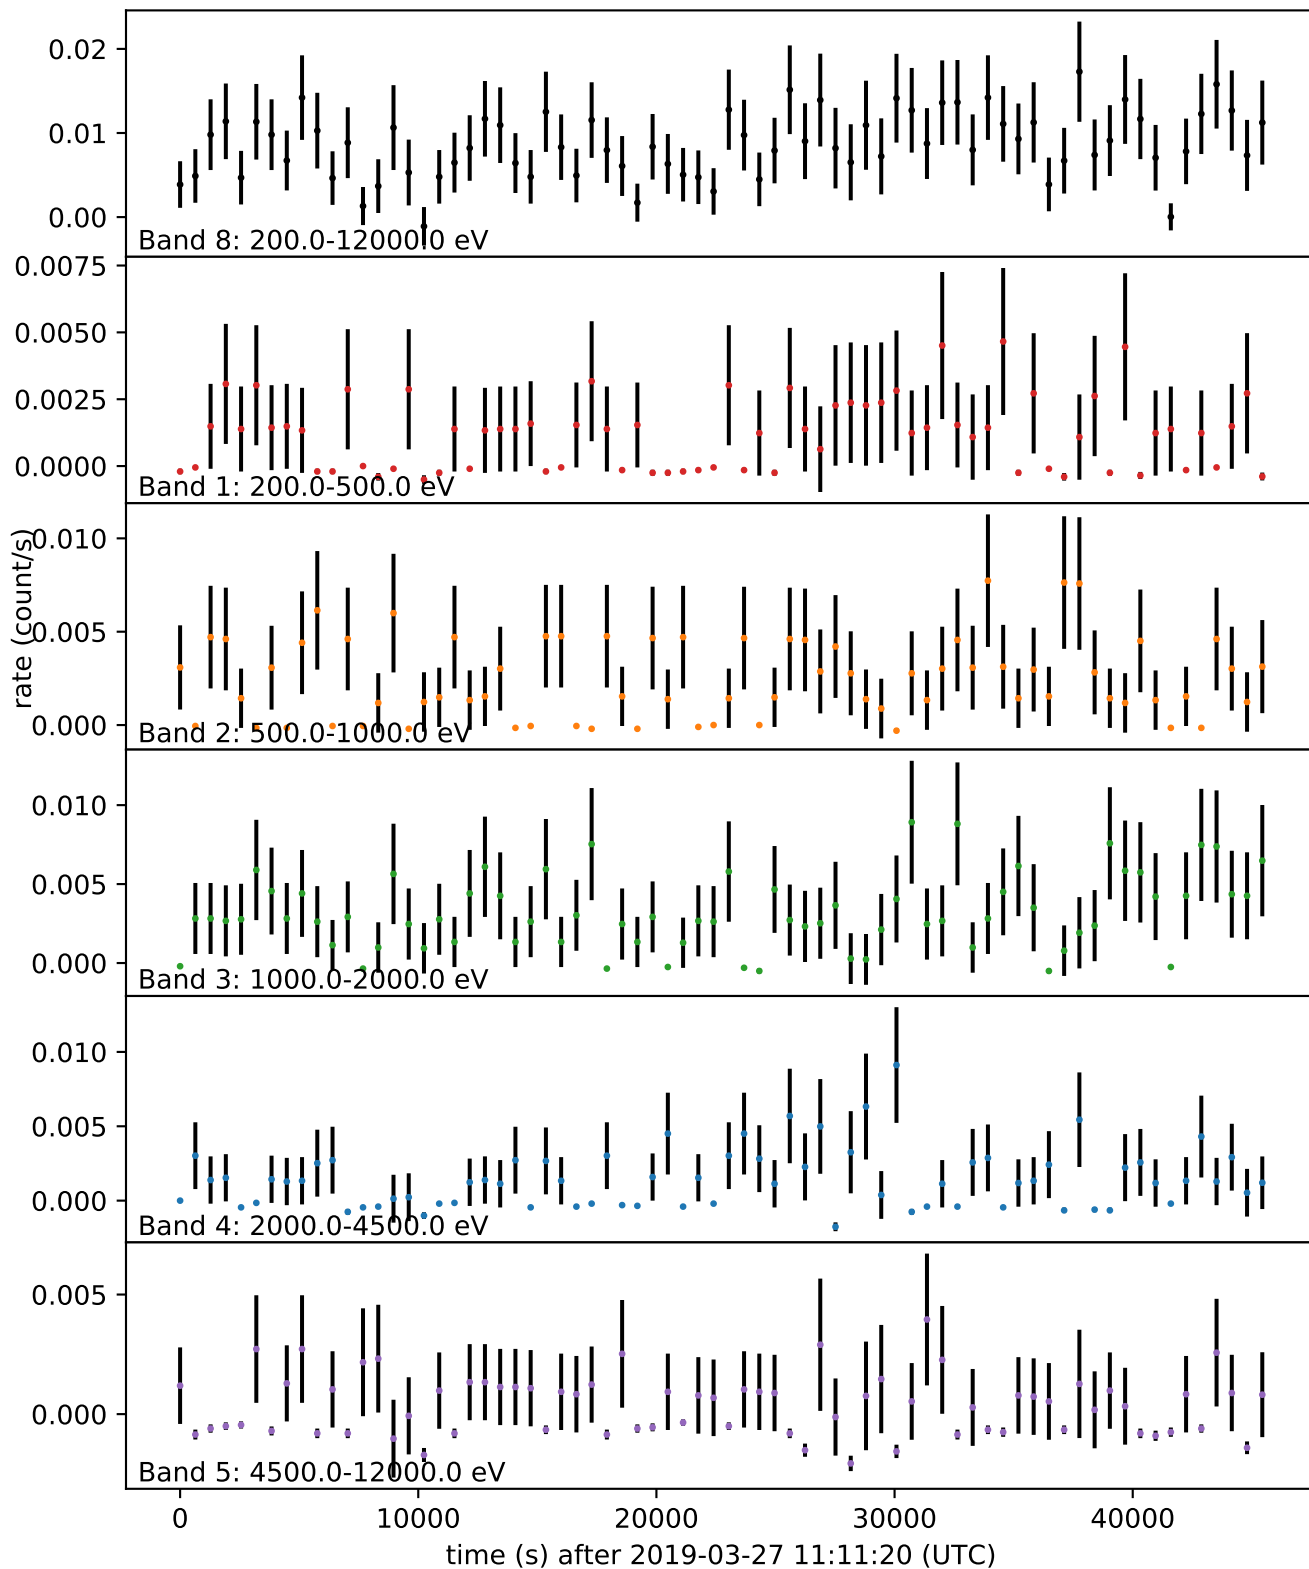 0.02
0.01
0.00
Band 8: 200.0-12000.0 eV
0.0075
0.0050
0.0025
0.0000
Band 1: 200.0-500.0 eV
rate (count/s)
0.010
0.005
0.000
Band 2: 500.0-1000.0 eV
0.010
0.005
0.000
Band 3: 1000.0-2000.0 eV
0.010
0.005
0.000
Band 4: 2000.0-4500.0 eV
0.005
0.000
Band 5: 4500.0-12000.0 eV
0 10000 20000 30000 40000
time (s) after 2019-03-27 11:11:20 (UTC)